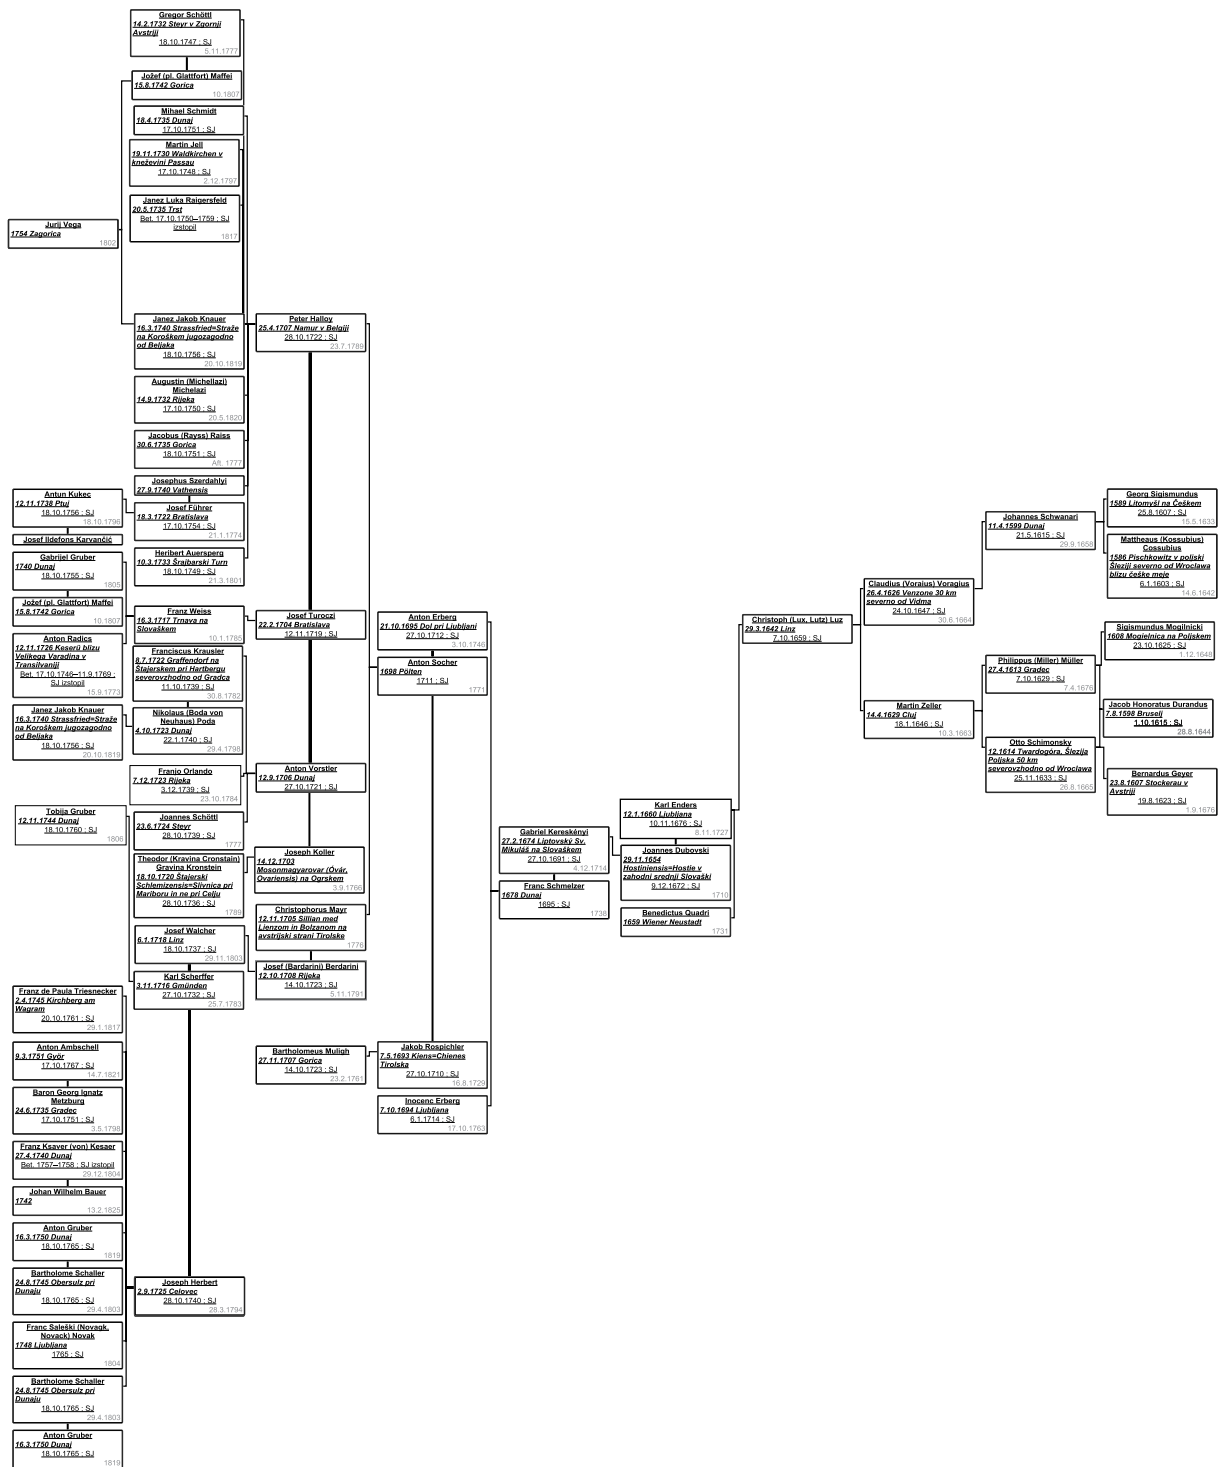 Gregor Schöttl
14.2.1732 Steyr v Zgornji
Avstriji
18.10.1747 : SJ
5.11.1777
Jožef (pl. Glattfort) Maffei
15.8.1742 Gorica
10.1807
Mihael Schmidt
18.4.1735 Dunaj
17.10.1751 : SJ
Martin Jell
19.11.1730 Waldkirchen v
kneževini Passau
17.10.1748 : SJ
2.12.1797
Janez Luka Raigersfeld
20.5.1735 Trst
Bet. 17.10.1750–1759 : SJ
izstopil
1817
Jurij Vega
1754 Zagorica
1802
Janez Jakob Knauer
16.3.1740 Strassfried=Straže
na Koroškem jugozagodno
od Beljaka
18.10.1756 : SJ
20.10.1819
Peter Halloy
25.4.1707 Namur v Belgiji
28.10.1722 : SJ
23.7.1789
Augustin (Michellazi)
Michelazi
14.9.1732 Rijeka
17.10.1750 : SJ
20.5.1820
Jacobus (Rayss) Raiss
30.6.1735 Gorica
18.10.1751 : SJ
Aft. 1777
Josephus Szerdahlyi
27.9.1740 Vathensis
Josef Führer
18.3.1722 Bratislava
17.10.1754 : SJ
21.1.1774
Antun Kukec
12.11.1738 Ptuj
18.10.1756 : SJ
18.10.1796
Josef Ildefons Karvančić
Gabrijel Gruber
1740 Dunaj
18.10.1755 : SJ
1805
Heribert Auersperg
10.3.1733 Šrajbarski Turn
18.10.1749 : SJ
21.3.1801
Jožef (pl. Glattfort) Maffei
15.8.1742 Gorica
10.1807
Franz Weiss
16.3.1717 Trnava na
Slovaškem
10.1.1785
Josef Turoczi
22.2.1704 Bratislava
12.11.1719 : SJ
Anton Erberg
21.10.1695 Dol pri Ljubljani
27.10.1712 : SJ
3.10.1746
Anton Radics
12.11.1726 Keserű blizu
Velikega Varadina v
Transilvaniji
Bet. 17.10.1746–11.9.1769 :
SJ izstopil
15.9.1773
Franciscus Krausler
8.7.1722 Graffendorf na
Štajerskem pri Hartbergu
severovzhodno od Gradca
11.10.1739 : SJ
30.8.1782
Anton Socher
1698 Pölten
1711 : SJ
1771
Janez Jakob Knauer
16.3.1740 Strassfried=Straže
na Koroškem jugozagodno
od Beljaka
18.10.1756 : SJ
20.10.1819
Nikolaus (Boda von
Neuhaus) Poda
4.10.1723 Dunaj
22.1.1740 : SJ
29.4.1798
Franjo Orlando
7.12.1723 Rijeka
3.12.1739 : SJ
23.10.1784
Anton Vorstler
12.9.1706 Dunaj
27.10.1721 : SJ
Tobija Gruber
12.11.1744 Dunaj
18.10.1760 : SJ
1806
Joannes Schöttl
23.6.1724 Steyr
28.10.1739 : SJ
1777
Theodor (Kravina Cronstain)
Gravina Kronstein
18.10.1720 Štajerski
Schlemizensis=Slivnica pri
Mariboru in ne pri Celju
28.10.1736 : SJ
1789
Joseph Koller
14.12.1703
Mosonmagyarovar (Óvár,
Ovariensis) na Ogrskem
3.9.1766
Christophorus Mayr
12.11.1705 Sillian med
Lienzom in Bolzanom na
avstrijski strani Tirolske
1776
Josef Walcher
6.1.1718 Linz
18.10.1737 : SJ
29.11.1803
Josef (Bardarini) Berdarini
12.10.1708 Rijeka
14.10.1723 : SJ
5.11.1791
Karl Scherffer
3.11.1716 Gmünden
27.10.1732 : SJ
25.7.1783
Georg Sigismundus
1589 Litomyšl na Češkem
25.8.1607 : SJ
15.5.1633
Johannes Schwanari
11.4.1599 Dunaj
21.5.1615 : SJ
29.9.1658
Mattheaus (Kossubius)
Cossubius
1586 Pischkowitz v poljski
Šleziji severno od Wroclawa
blizu češke meje
6.1.1603 : SJ
14.6.1642
Claudius (Voraius) Voragius
26.4.1626 Venzone 30 km
severno od Vidma
24.10.1647 : SJ
30.6.1664
Christoph (Lux, Lutz) Luz
29.3.1642 Linz
7.10.1659 : SJ
Sigismundus Mogilnicki
1608 Mogielnica na Poljskem
23.10.1625 : SJ
1.12.1648
Philippus (Miller) Müller
27.4.1613 Gradec
7.10.1629 : SJ
7.4.1676
Martin Zeller
14.4.1629 Cluj
18.1.1646 : SJ
10.3.1663
Jacob Honoratus Durandus
7.8.1598 Bruselj
1.10.1615 : SJ
28.8.1644
Otto Schimonsky
12.1614 Twardogóra, Šlezija
Poljska 50 km
severovzhodno od Wroclawa
25.11.1633 : SJ
26.8.1665
Bernardus Geyer
23.8.1607 Stockerau v
Avstriji
19.8.1623 : SJ
1.9.1676
Karl Enders
12.1.1660 Ljubljana
10.11.1676 : SJ
8.11.1727
Gabriel Kereskényi
27.2.1674 Liptovský Sv.
Mikuláš na Slovaškem
27.10.1691 : SJ
4.12.1714
Joannes Dubovski
29.11.1654
Hostiniensis=Hostie v
zahodni srednji Slovaški
9.12.1672 : SJ
1710
Franc Schmelzer
1678 Dunaj
1695 : SJ
1738
Benedictus Quadri
1659 Wiener Neustadt
1731
Franz de Paula Triesnecker
2.4.1745 Kirchberg am
Wagram
20.10.1761 : SJ
29.1.1817
Anton Ambschell
9.3.1751 Győr
17.10.1767 : SJ
14.7.1821
Bartholomeus Muligh
27.11.1707 Gorica
14.10.1723 : SJ
23.2.1761
Jakob Rospichler
7.5.1693 Kiens=Chienes
Tirolska
27.10.1710 : SJ
16.8.1729
Baron Georg Ignatz
Metzburg
24.6.1735 Gradec
17.10.1751 : SJ
3.5.1798
Inocenc Erberg
7.10.1694 Ljubljana
6.1.1714 : SJ
17.10.1763
Franz Ksaver (von) Kesaer
27.4.1740 Dunaj
Bet. 1757–1758 : SJ izstopil
29.12.1804
Johan Wilhelm Bauer
1742
13.2.1825
Anton Gruber
16.3.1750 Dunaj
18.10.1765 : SJ
1819
Bartholome Schaller
24.8.1745 Obersulz pri
Dunaju
18.10.1765 : SJ
29.4.1803
Joseph Herbert
2.9.1725 Celovec
28.10.1740 : SJ
28.3.1794
Franc Saleški (Novagk,
Novack) Novak
1748 Ljubljana
1765 : SJ
1804
Bartholome Schaller
24.8.1745 Obersulz pri
Dunaju
18.10.1765 : SJ
29.4.1803
Anton Gruber
16.3.1750 Dunaj
18.10.1765 : SJ
1819